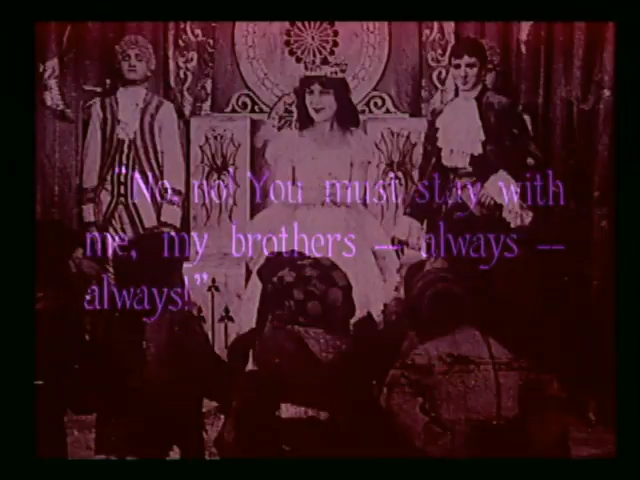 "No, no! You must stay with
me, my brothers -- always --
always!"